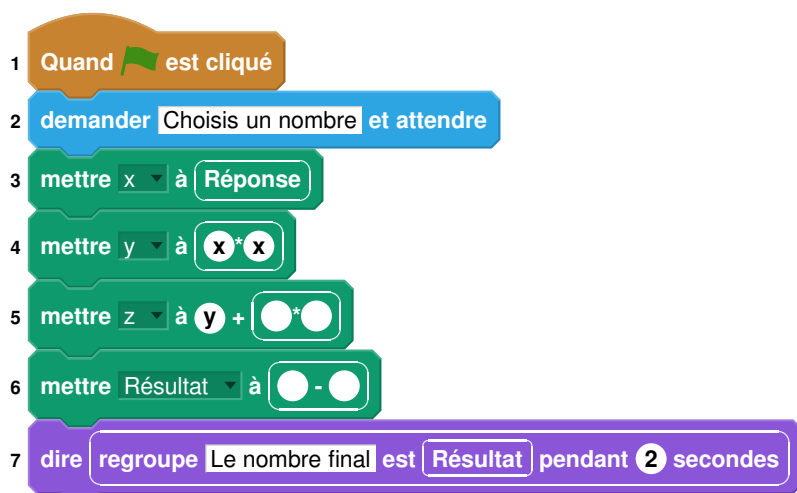 1 Quand est cliqué
2 demander Choisis un nombre et attendre
3 mettre x à Réponse
4 mettre y à x * x
5 mettre z à y + *
6 mettre Résultat à -
7 dire regroupe Le nombre final est Résultat pendant 2 secondes